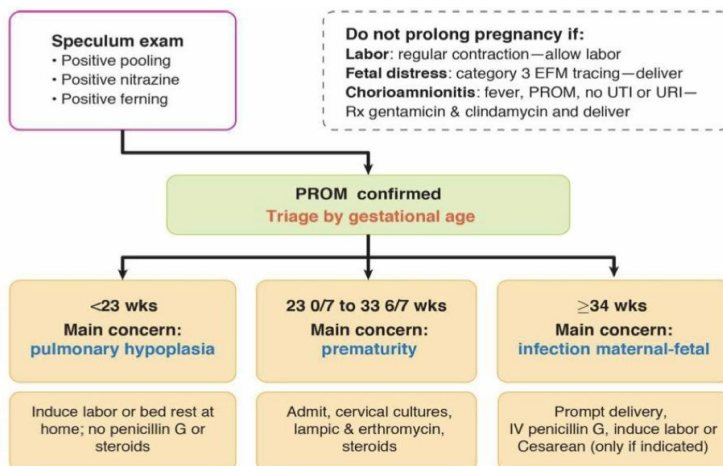 Speculum exam
• Positive pooling
• Positive nitrazine
• Positive ferning
Do not prolong pregnancy if:
Labor: regular contraction—allow labor
Fetal distress: category 3 EFM tracing—deliver
Chorioamnionitis: fever, PROM, no UTI or URI—
Rx gentamicin & clindamycin and deliver
PROM confirmed
Triage by gestational age
<23 wks
Main concern:
pulmonary hypoplasia
23 0/7 to 33 6/7 wks
Main concern:
prematurity
≥34 wks
Main concern:
infection maternal-fetal
Induce labor or bed rest at
home; no penicillin G or
steroids
Admit, cervical cultures,
lampic & erthromycin,
steroids
Prompt delivery,
IV penicillin G, induce labor or
Cesarean (only if indicated)